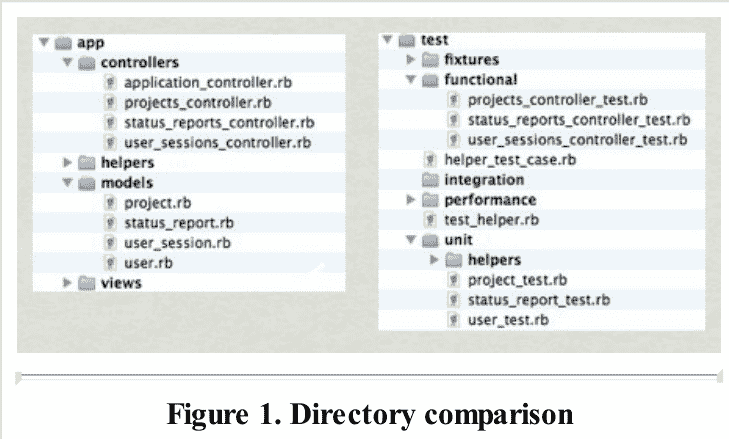 app
controllers
application_controller.rb
projects_controller.rb
status_reports_controller.rb
user_sessions_controller.rb
helpers
models
project.rb
status_report.rb
user_session.rb
user.rb
views
test
fixtures
functional
projects_controller_test.rb
status_reports_controller_test.rb
user_sessions_controller_test.rb
helper_test_case.rb
integration
performance
test_helper.rb
unit
helpers
project_test.rb
status_report_test.rb
user_test.rb
Figure 1. Directory comparison